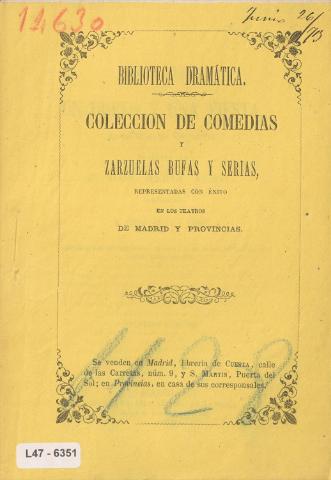 14630
Junio 26/
BIBLIOTECA DRAMÁTICA.
COLECCION DE COMEDIAS
Y
ZARZUELAS BUFAS Y SERIAS,
REPRESENTADAS CON ÉXITO
EN LOS TEATROS
DE MADRID Y PROVINCIAS.
Se venden en Madrid, librería de CUESTA, calle
de las Carretas, núm. 9, y S. MARTIN, Puerta del
Sol; en Provincias, en casa de sus corresponsales.
L47 - 6351